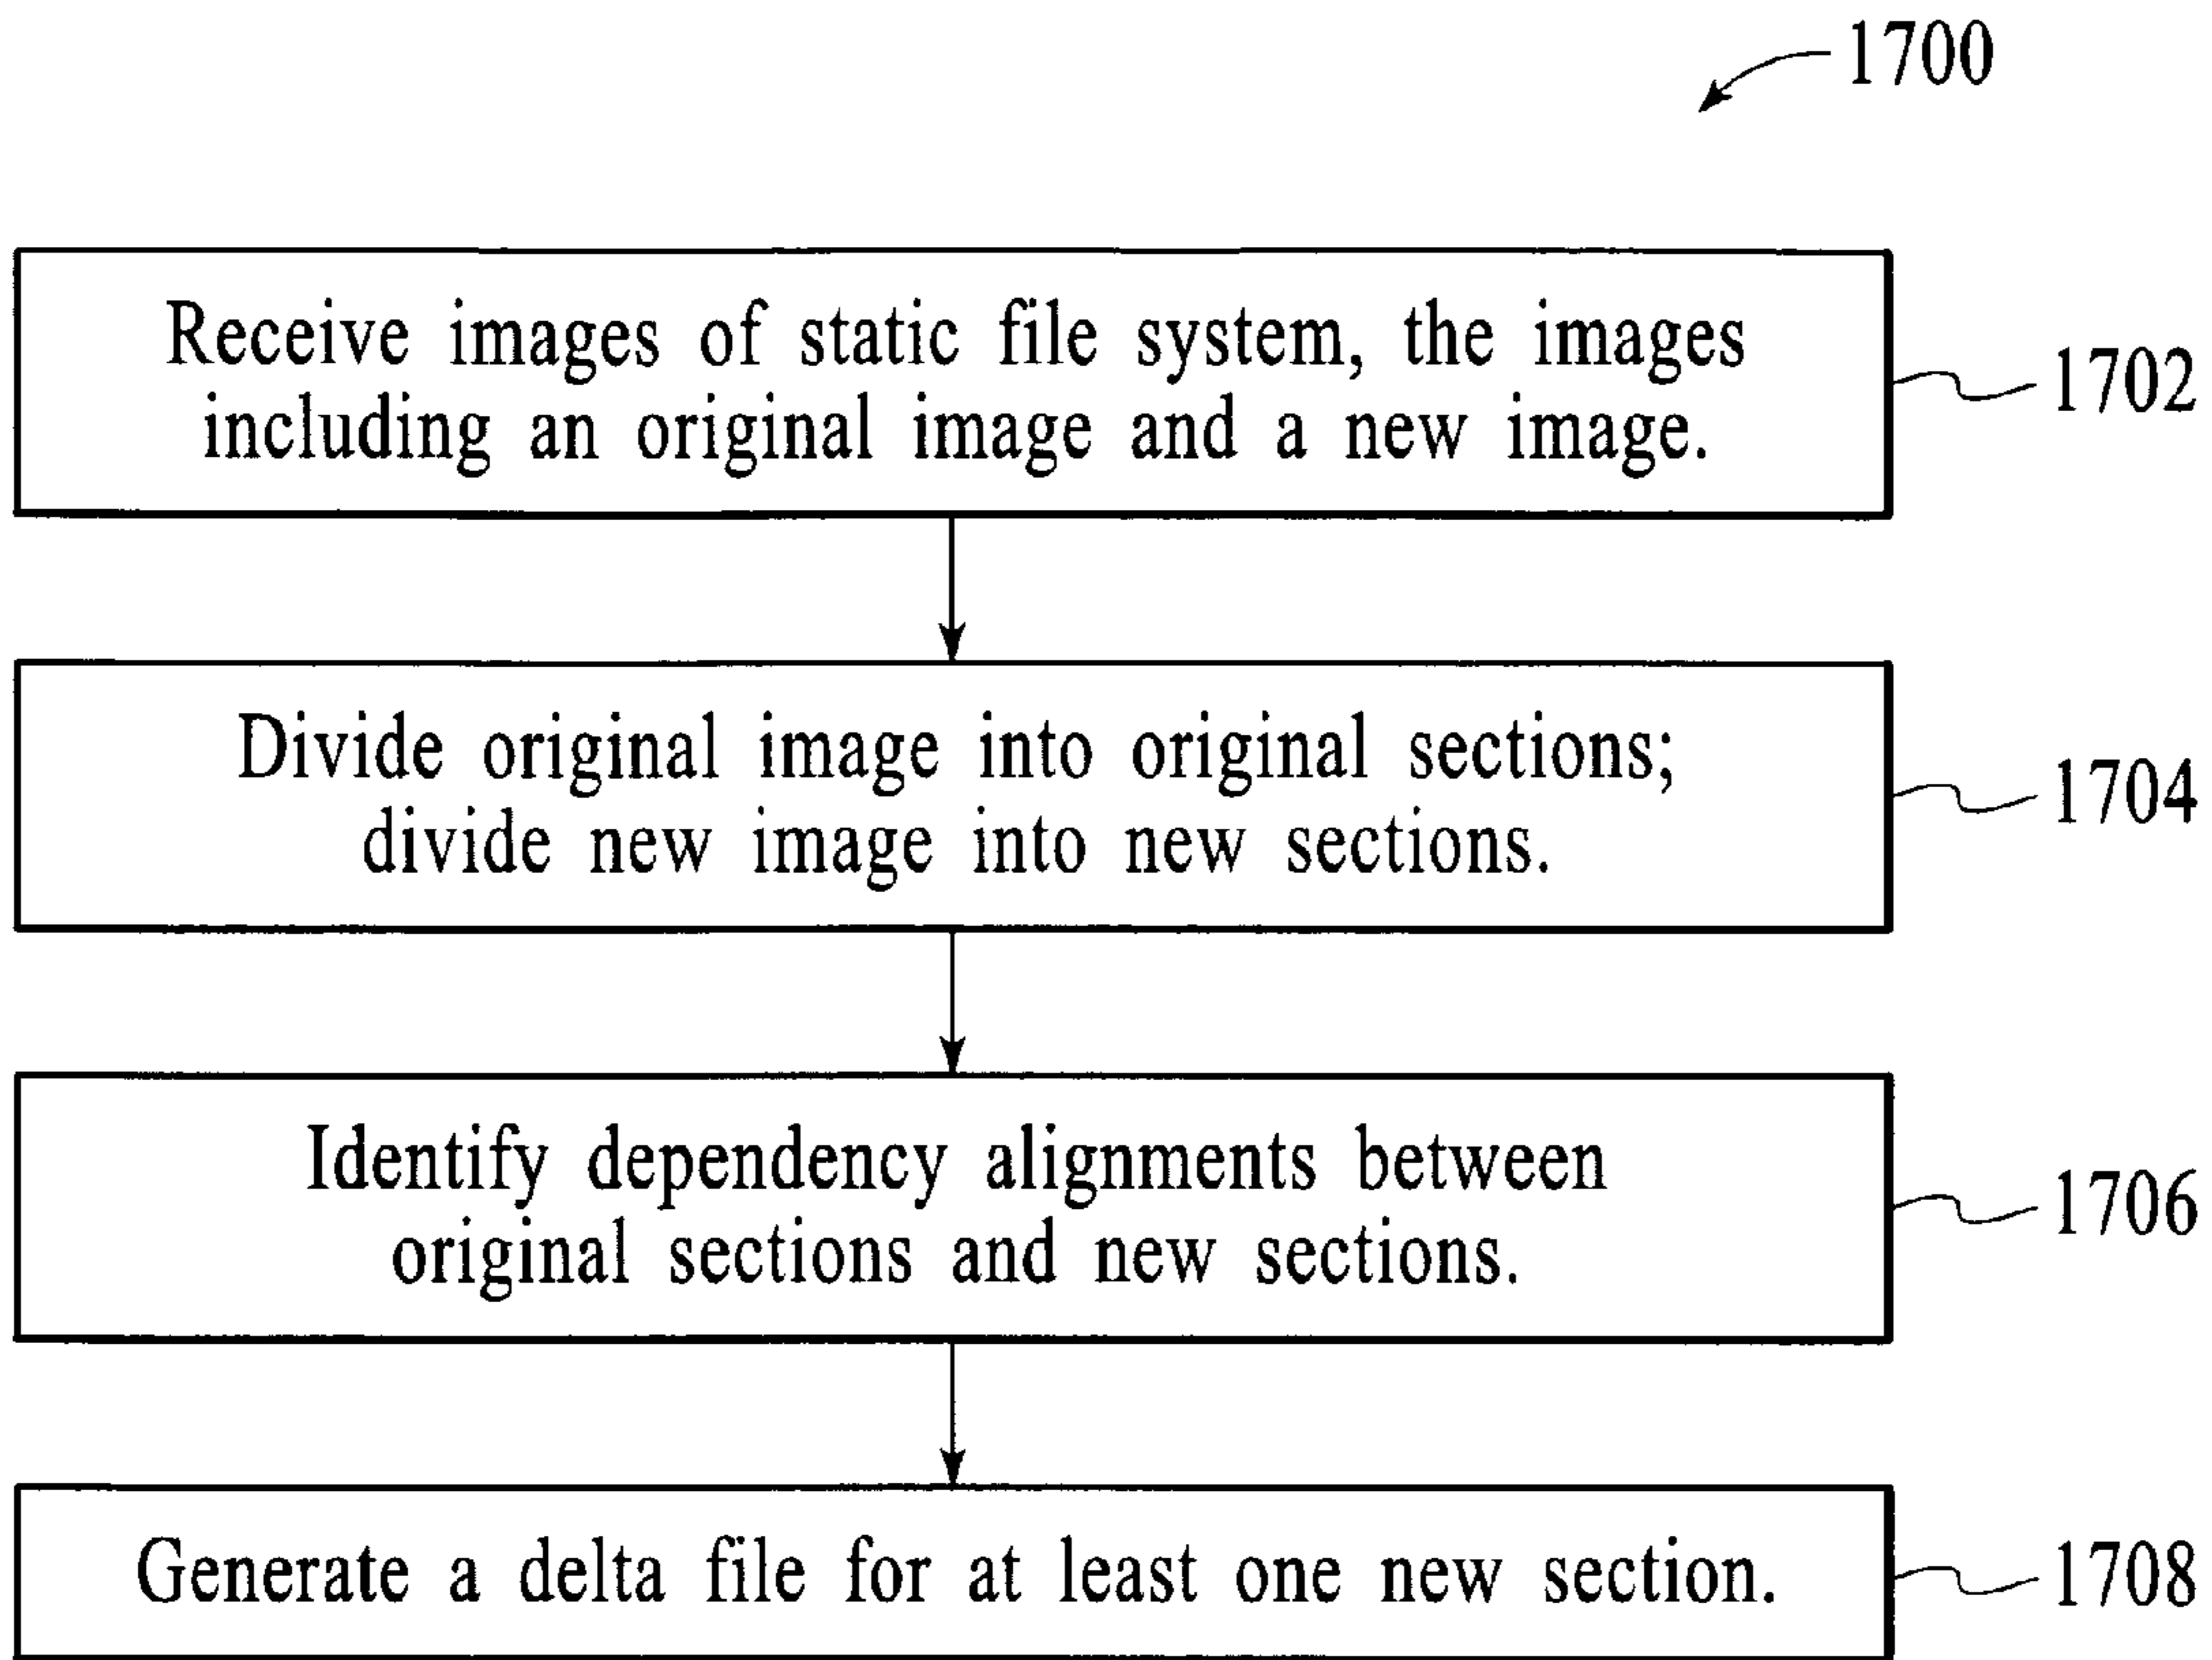 1700
Receive images of static file system, the images
including an original image and a new image.
1702
Divide original image into original sections;
divide new image into new sections.
1704
Identify dependency alignments between
original sections and new sections.
1706
Generate a delta file for at least one new section.
1708